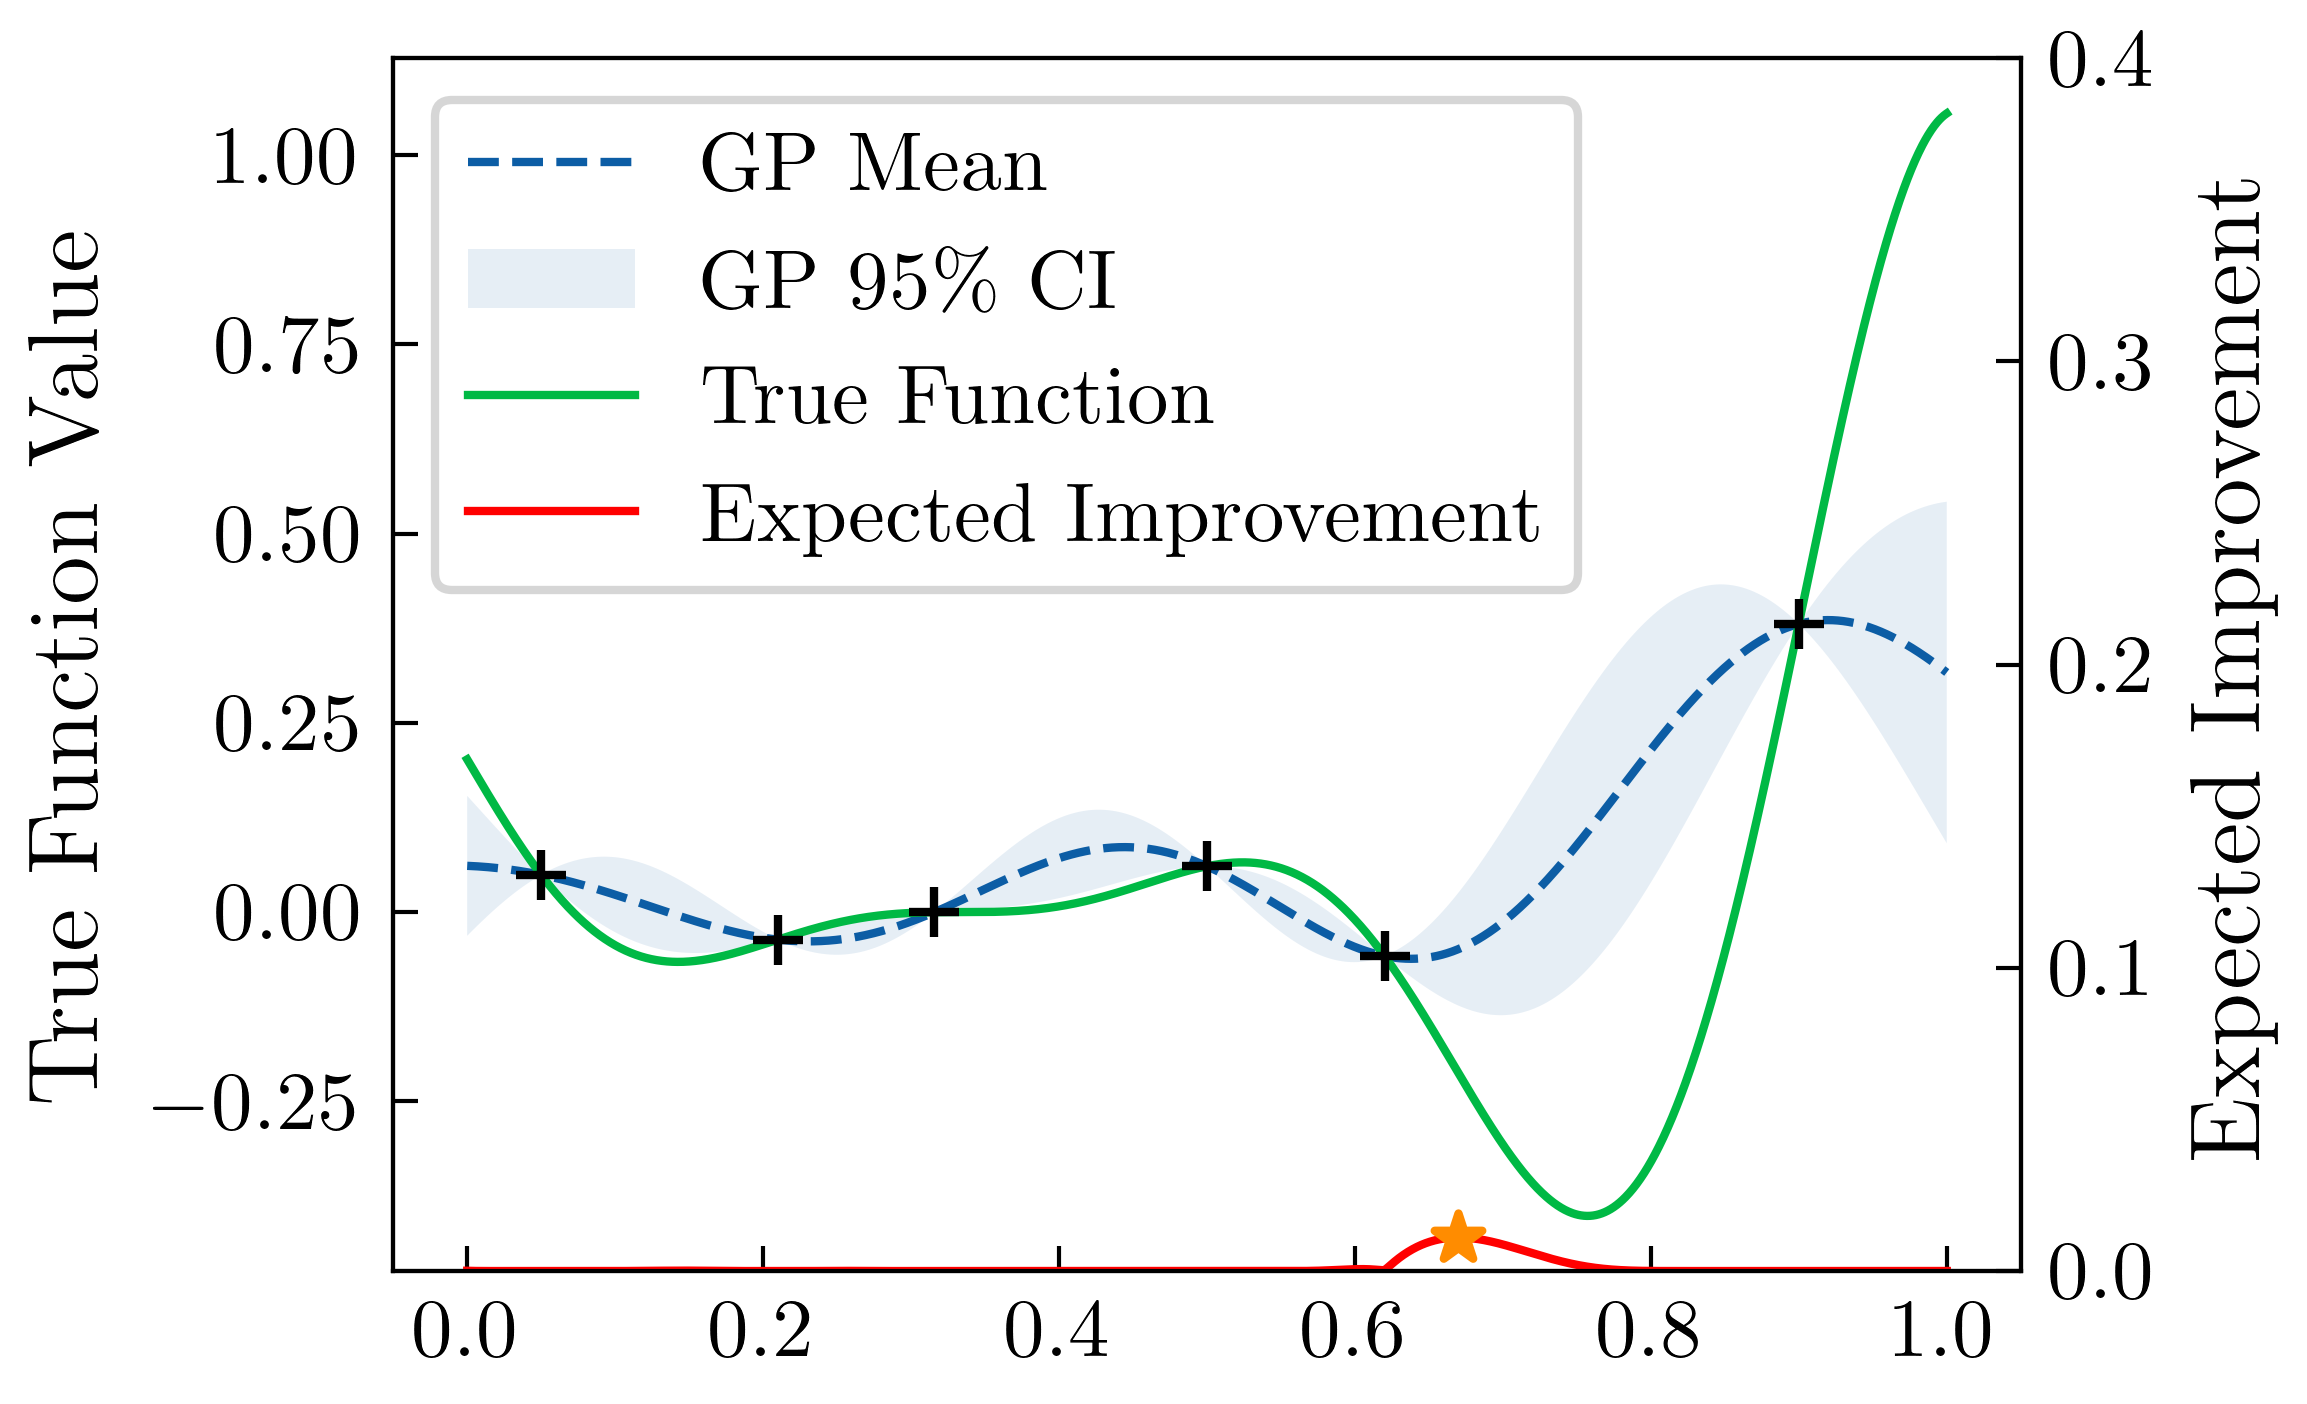 True Function Value
1.00
0.75
0.50
0.25
0.00
−0.25
GP Mean
GP 95% CI
True Function
Expected Improvement
0.4
0.3
0.2
0.1
0.0
Expected Improvement
0.0 0.2 0.4 0.6 0.8 1.0